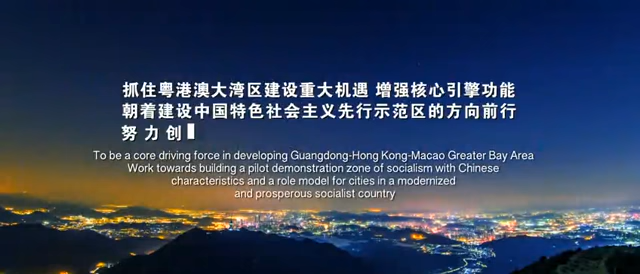 抓住粤港澳大湾区建设重大机遇 增强核心引擎功能
朝着建设中国特色社会主义先行示范区的方向前行
努力创
To be a core driving force in developing Guangdong-Hong Kong-Macao Greater Bay Area
Work towards building a pilot demonstration zone of socialism with Chinese
characteristics and a role model for cities in a modernized
and prosperous socialist country